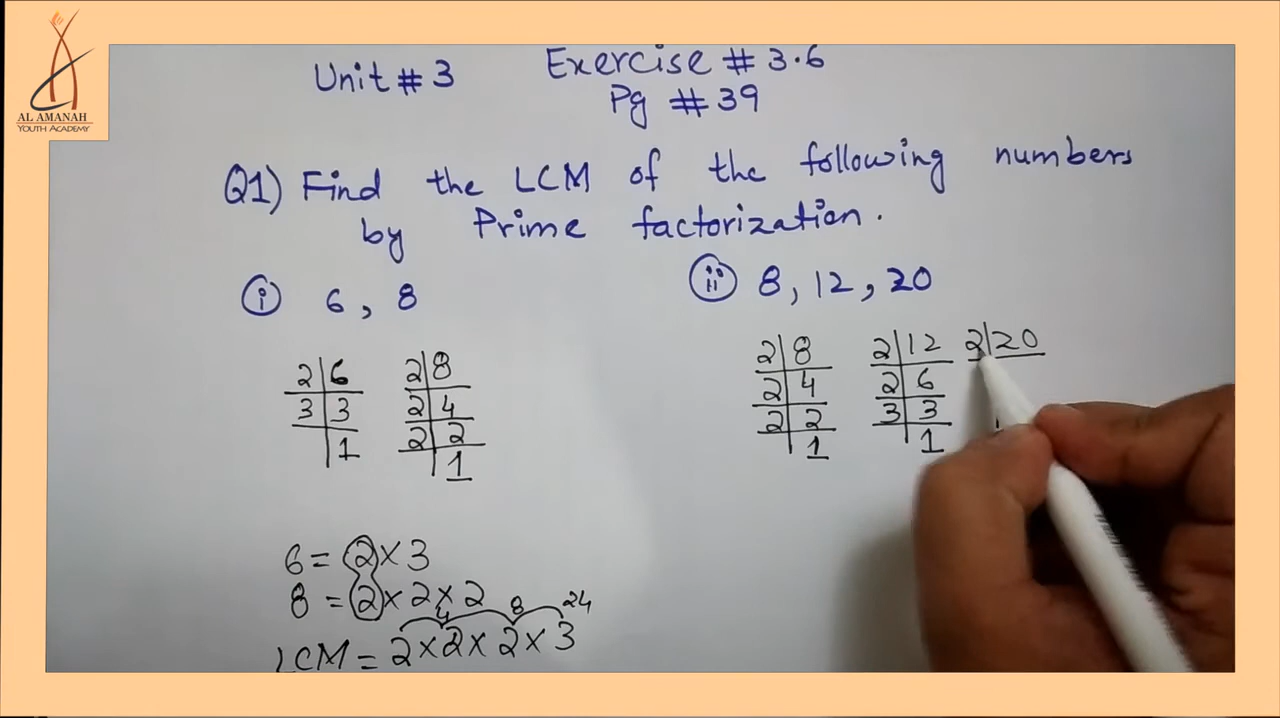 AL AMANAH
YOUTH ACADEMY
Unit # 3 Exercise # 3.6
Pg # 39
Q1) Find the LCM of the following numbers
by Prime factorization.
i 6, 8
2|6
3|3
|1
2|8
2|4
2|2
|1
ii 8, 12, 20
2|8
2|4
2|2
|1
2|12
2|6
3|3
|1
2|20
6 = 2 × 3
8 = 2 × 2 × 2
4 8 24
LCM = 2 × 2 × 2 × 3